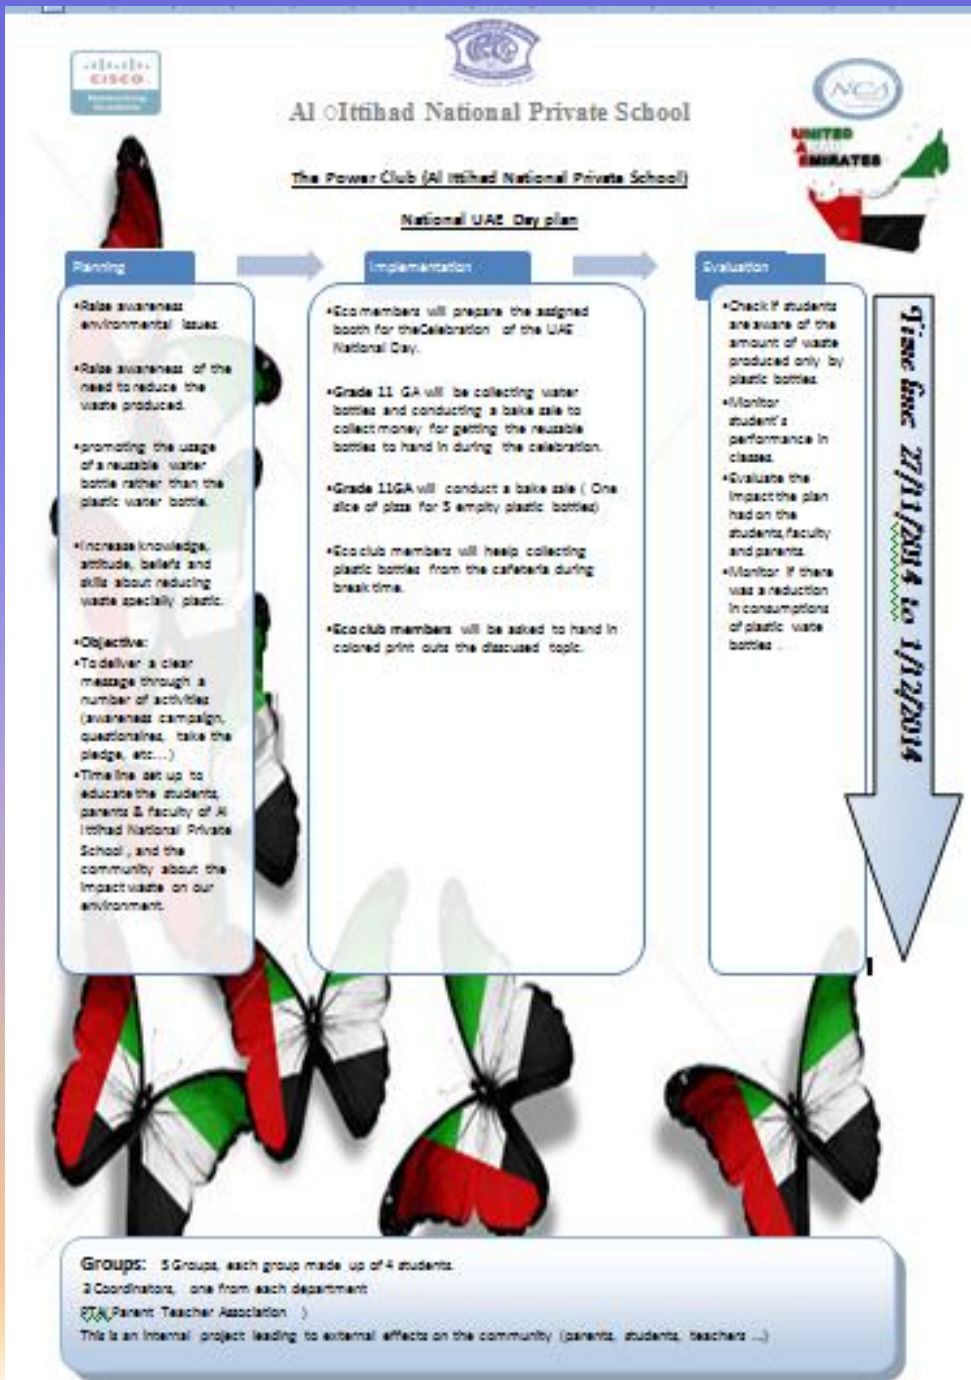 CISCO
Networking
Academy
NCA
Al Ittihad National Private School
UNITED
ARAB
EMIRATES
The Power Club (Al Ittihad National Private School)
National UAE Day plan
Planning
•Raise awareness
environmental issues
•Raise awareness of the
need to reduce the
waste produced.
•promoting the usage
of a reusable water
bottle rather than the
plastic water bottle.
•Increase knowledge,
attitude, beliefs and
skills about reducing
waste specially plastic.
•Objective:
•To deliver a clear
message through a
number of activities
(awareness campaign,
questionaires, take the
pledge, etc...)
•Time line set up to
educate the students,
parents & faculty of Al
Ittihad National Private
School , and the
community about the
impact waste on our
environment.
Implementation
•Eco members will prepare the assigned
booth for theCelebration of the UAE
National Day.
•Grade 11 GA will be collecting water
bottles and conducting a bake sale to
collect money for getting the reusable
bottles to hand in during the celebration.
•Grade 11GA will conduct a bake sale ( One
slice of pizza for 5 empity plastic bottles)
•Eco club members will heelp collecting
plastic bottles from the cafeteria during
break time.
•Eco club members will be asked to hand in
colored print outs the disscused topic.
Evaluation
•Check if students
are aware of the
amount of waste
produced only by
plastic bottles.
•Monitor
student's
performance in
classes.
•Evaluate the
impact the plan
had on the
students, faculty
and parents.
•Monitor if there
was a reduction
in consumptions
of plastic wate
bottles ..
Time line 27/11/2014 to 1/12/2014
Groups: 5 Groups, each group made up of 4 students.
3 Coordinators, one from each department
PTA( Parent Teacher Association )
This is an internal project leading to external effects on the community (parents, students, teachers ...)